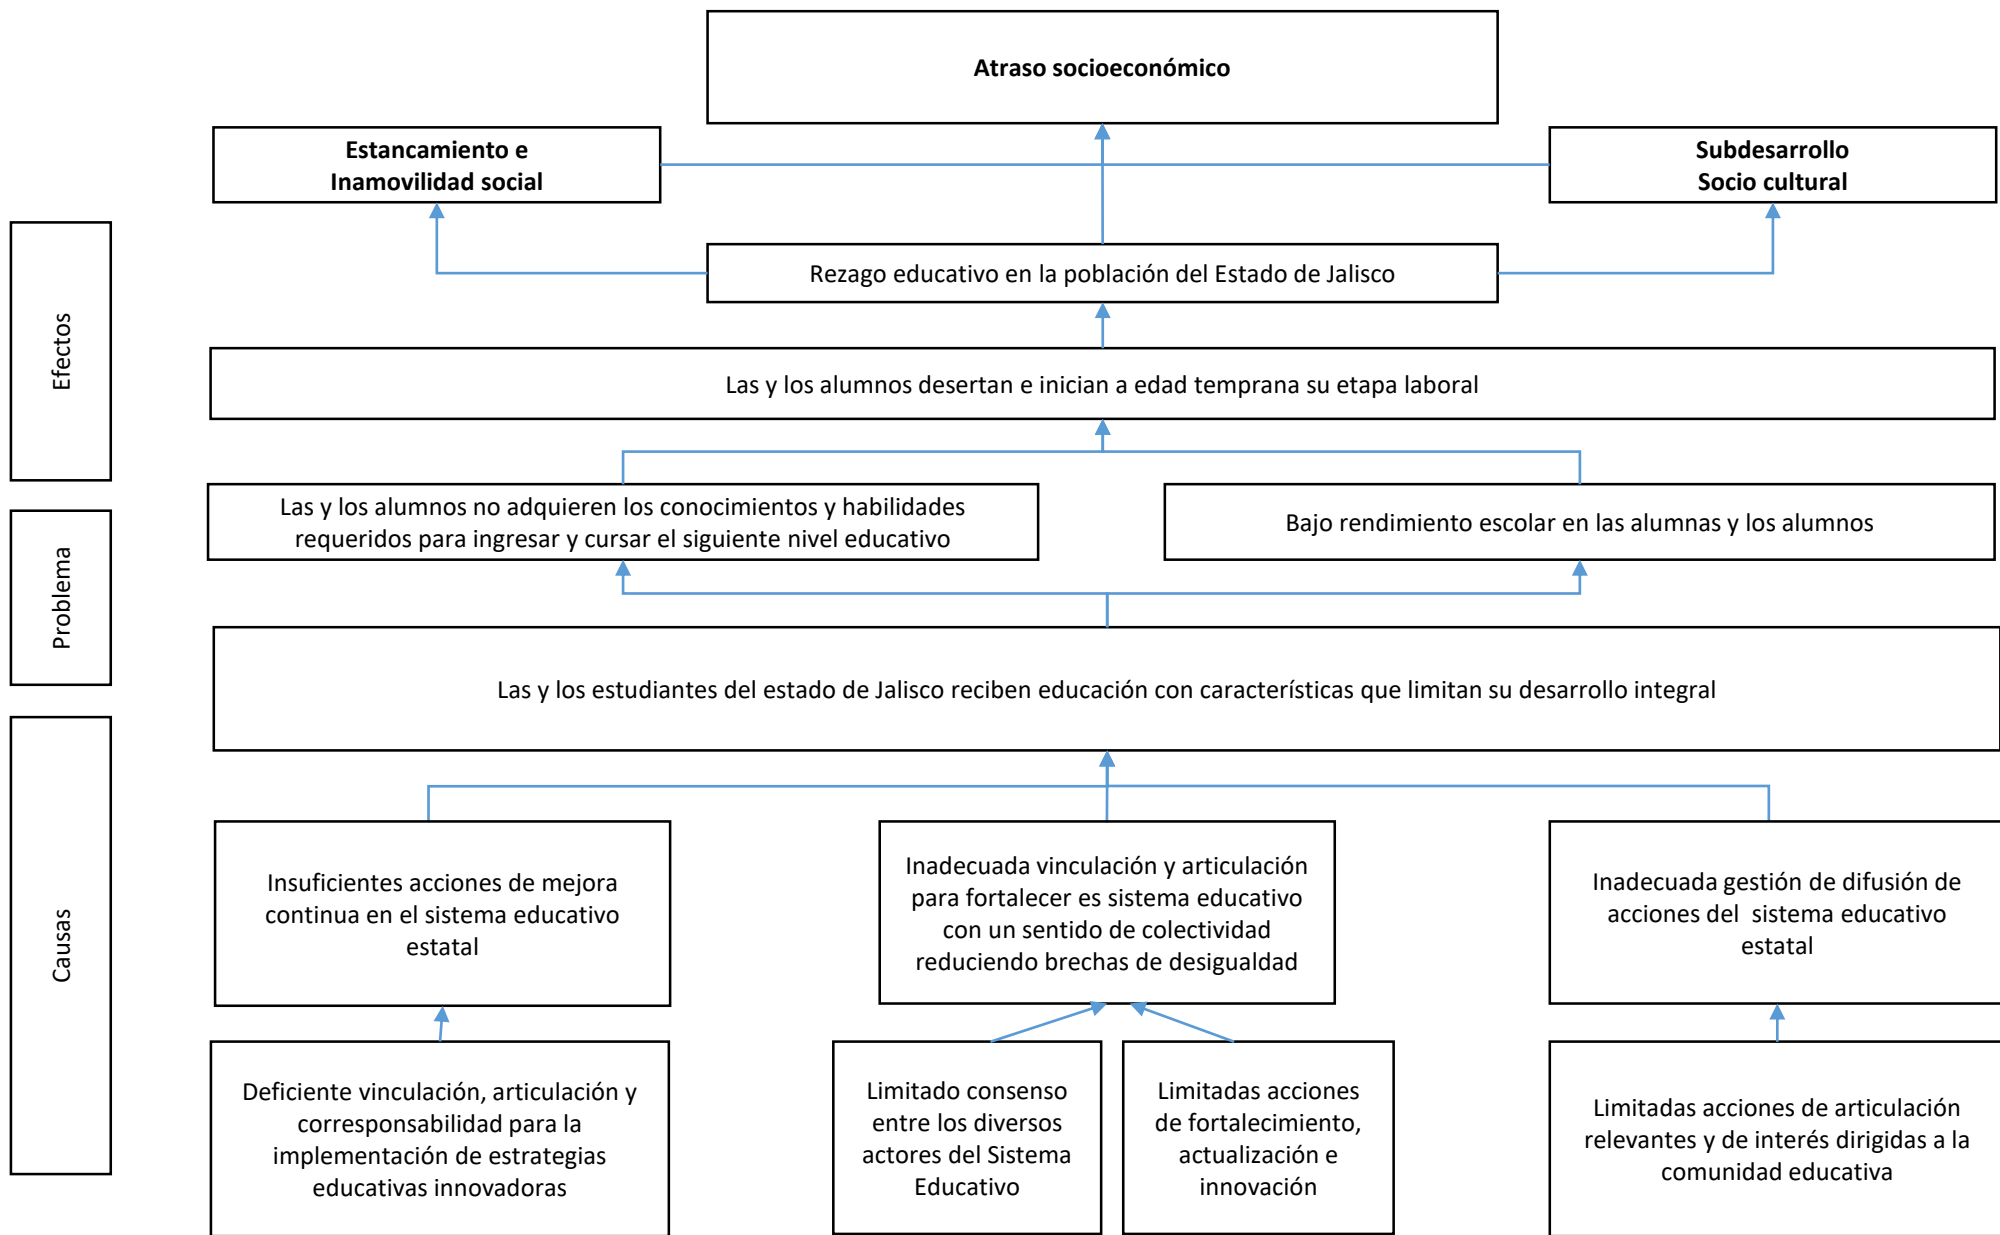 Atraso socioeconómico
Estancamiento e
Inamovilidad social
Subdesarrollo
Socio cultural
Efectos
Rezago educativo en la población del Estado de Jalisco
Las y los alumnos desertan e inician a edad temprana su etapa laboral
Problema
Las y los alumnos no adquieren los conocimientos y habilidades
requeridos para ingresar y cursar el siguiente nivel educativo
Bajo rendimiento escolar en las alumnas y los alumnos
Las y los estudiantes del estado de Jalisco reciben educación con características que limitan su desarrollo integral
Causas
Insuficientes acciones de mejora
continua en el sistema educativo
estatal
Inadecuada vinculación y articulación
para fortalecer es sistema educativo
con un sentido de colectividad
reduciendo brechas de desigualdad
Inadecuada gestión de difusión de
acciones del  sistema educativo
estatal
Deficiente vinculación, articulación y
corresponsabilidad para la
implementación de estrategias
educativas innovadoras
Limitado consenso
entre los diversos
actores del Sistema
Educativo
Limitadas acciones
de fortalecimiento,
actualización e
innovación
Limitadas acciones de articulación
relevantes y de interés dirigidas a la
comunidad educativa